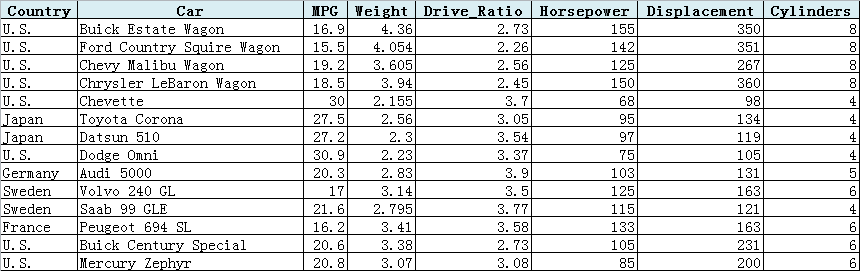 Country Car MPG Weight Drive_Ratio Horsepower Displacement Cylinders
U.S. Buick Estate Wagon 16.9 4.36 2.73 155 350 8
U.S. Ford Country Squire Wagon 15.5 4.054 2.26 142 351 8
U.S. Chevy Malibu Wagon 19.2 3.605 2.56 125 267 8
U.S. Chrysler LeBaron Wagon 18.5 3.94 2.45 150 360 8
U.S. Chevette 30 2.155 3.7 68 98 4
Japan Toyota Corona 27.5 2.56 3.05 95 134 4
Japan Datsun 510 27.2 2.3 3.54 97 119 4
U.S. Dodge Omni 30.9 2.23 3.37 75 105 4
Germany Audi 5000 20.3 2.83 3.9 103 131 5
Sweden Volvo 240 GL 17 3.14 3.5 125 163 6
Sweden Saab 99 GLE 21.6 2.795 3.77 115 121 4
France Peugeot 694 SL 16.2 3.41 3.58 133 163 6
U.S. Buick Century Special 20.6 3.38 2.73 105 231 6
U.S. Mercury Zephyr 20.8 3.07 3.08 85 200 6